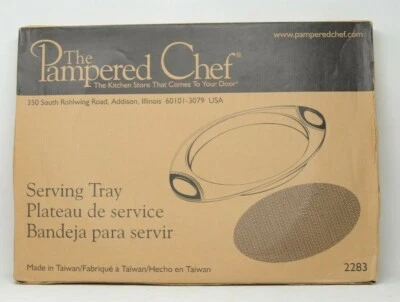 www.pamperedchef.com
The
Pampered Chef®
The Kitchen Store That Comes To Your Door®
350 South Rohlwing Road, Addison, Illinois 60101-3079 USA
Serving Tray
Plateau de service
Bandeja para servir
Made in Taiwan/Fabriqué à Taïwan/Hecho en Taiwan
2283